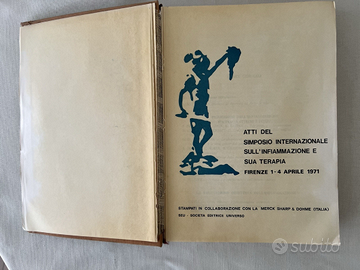 ATTI DEL
SIMPOSIO INTERNAZIONALE
SULL'INFIAMMAZIONE E
SUA TERAPIA
FIRENZE 1-4 APRILE 1971
STAMPATI IN COLLABORAZIONE CON LA MERCK SHARP & DOHME (ITALIA)
SEU - SOCIETÀ EDITRICE UNIVERSO
subito